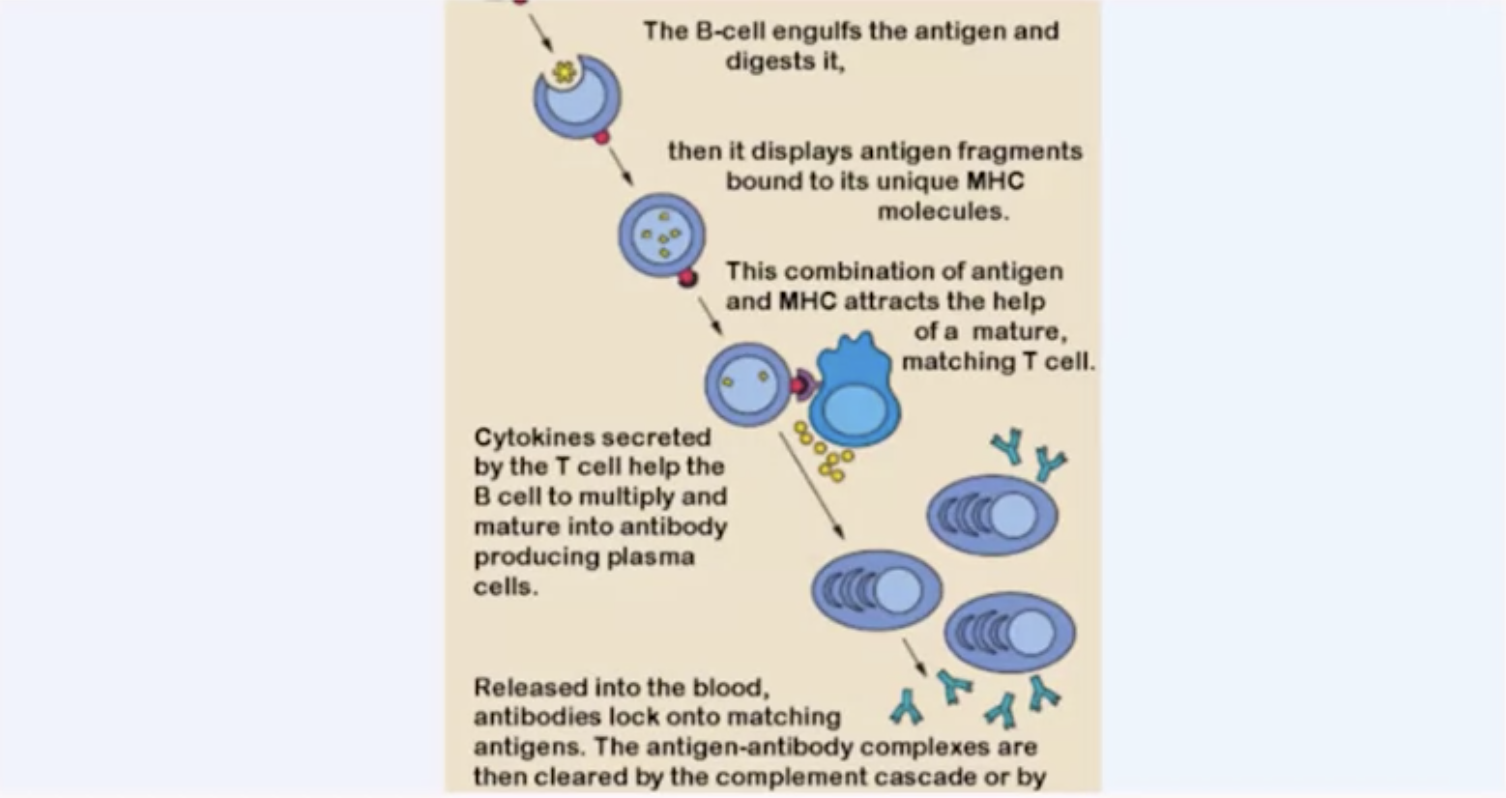 The B-cell engulfs the antigen and
digests it,
then it displays antigen fragments
bound to its unique MHC
molecules.
This combination of antigen
and MHC attracts the help
of a mature,
matching T cell.
Cytokines secreted
by the T cell help the
B cell to multiply and
mature into antibody
producing plasma
cells.
Released into the blood,
antibodies lock onto matching
antigens. The antigen-antibody complexes are
then cleared by the complement cascade or by